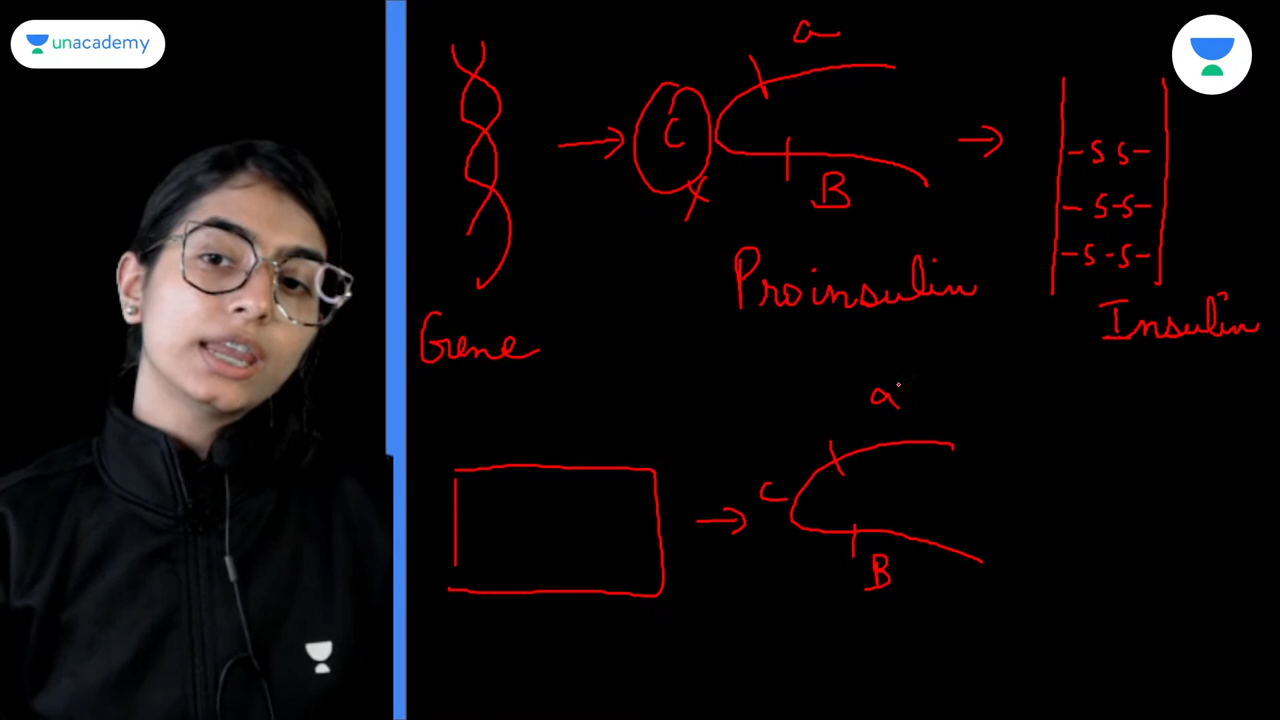 unacademy
a
C
B
-S S-
-S-S-
-S-S-
Proinsulin
Insulin
Gene
a
C
B